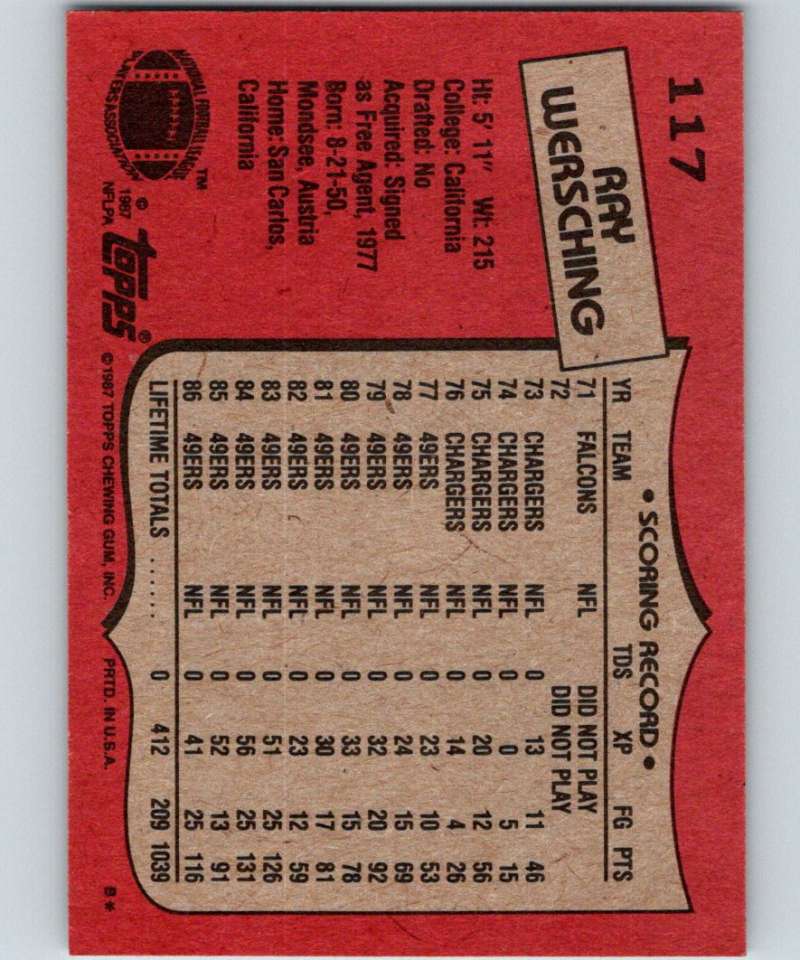 117
RAY
WERSCHING
Ht: 5' 11" Wt: 215
College: California
Drafted: No
Acquired: Signed
as Free Agent, 1977
Born: 8-21-50,
Mondsee, Austria
Home: San Carlos,
California
NATIONAL FOOTBALL LEAGUE
PLAYERS ASSOCIATION
™
© 1987
NFLPA
topps®
• SCORING RECORD •
YR TEAM TDS XP FG PTS
71 FALCONS NFL DID NOT PLAY
72 DID NOT PLAY
73 CHARGERS NFL 0 13 11 46
74 CHARGERS NFL 0 0 5 15
75 CHARGERS NFL 0 20 12 56
76 CHARGERS NFL 0 14 4 26
77 49ERS NFL 0 23 10 53
78 49ERS NFL 0 24 15 69
79 49ERS NFL 0 32 20 92
80 49ERS NFL 0 33 15 78
81 49ERS NFL 0 30 17 81
82 49ERS NFL 0 23 12 59
83 49ERS NFL 0 51 25 126
84 49ERS NFL 0 56 25 131
85 49ERS NFL 0 52 13 91
86 49ERS NFL 0 41 25 116
LIFETIME TOTALS ...... 0 412 209 1039
©1987 TOPPS CHEWING GUM, INC. PRTD. IN U.S.A. B*